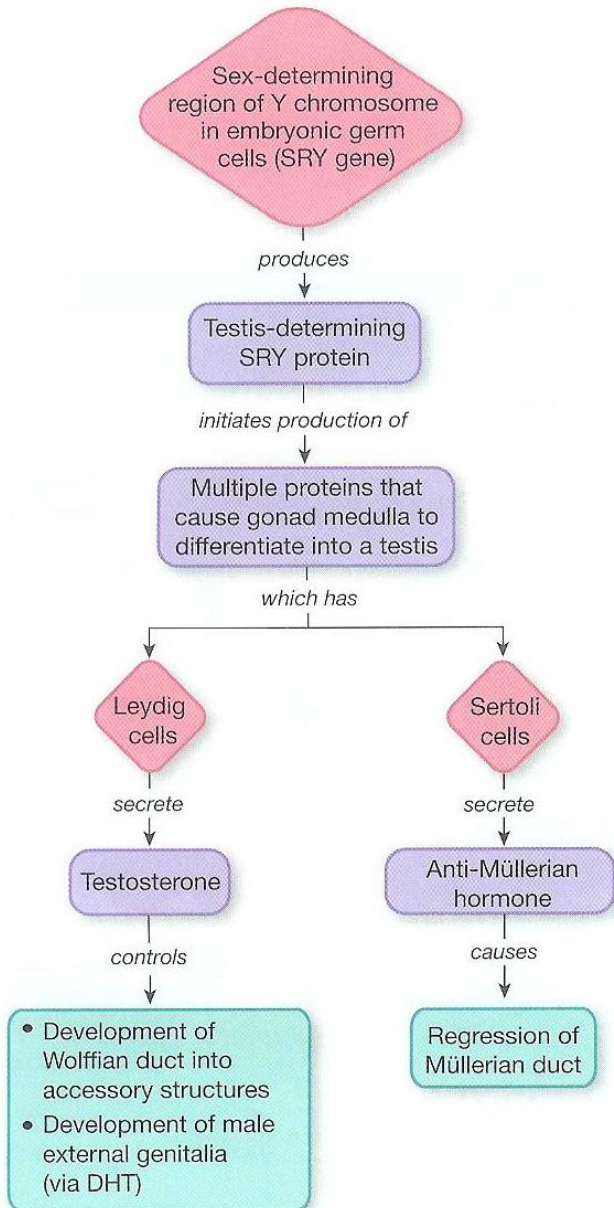 Sex-determining
region of Y chromosome
in embryonic germ
cells (SRY gene)
produces
Testis-determining
SRY protein
initiates production of
Multiple proteins that
cause gonad medulla to
differentiate into a testis
which has
Leydig
cells
secrete
Testosterone
controls
• Development of
Wolffian duct into
accessory structures
• Development of male
external genitalia
(via DHT)
Sertoli
cells
secrete
Anti-Müllerian
hormone
causes
Regression of
Müllerian duct